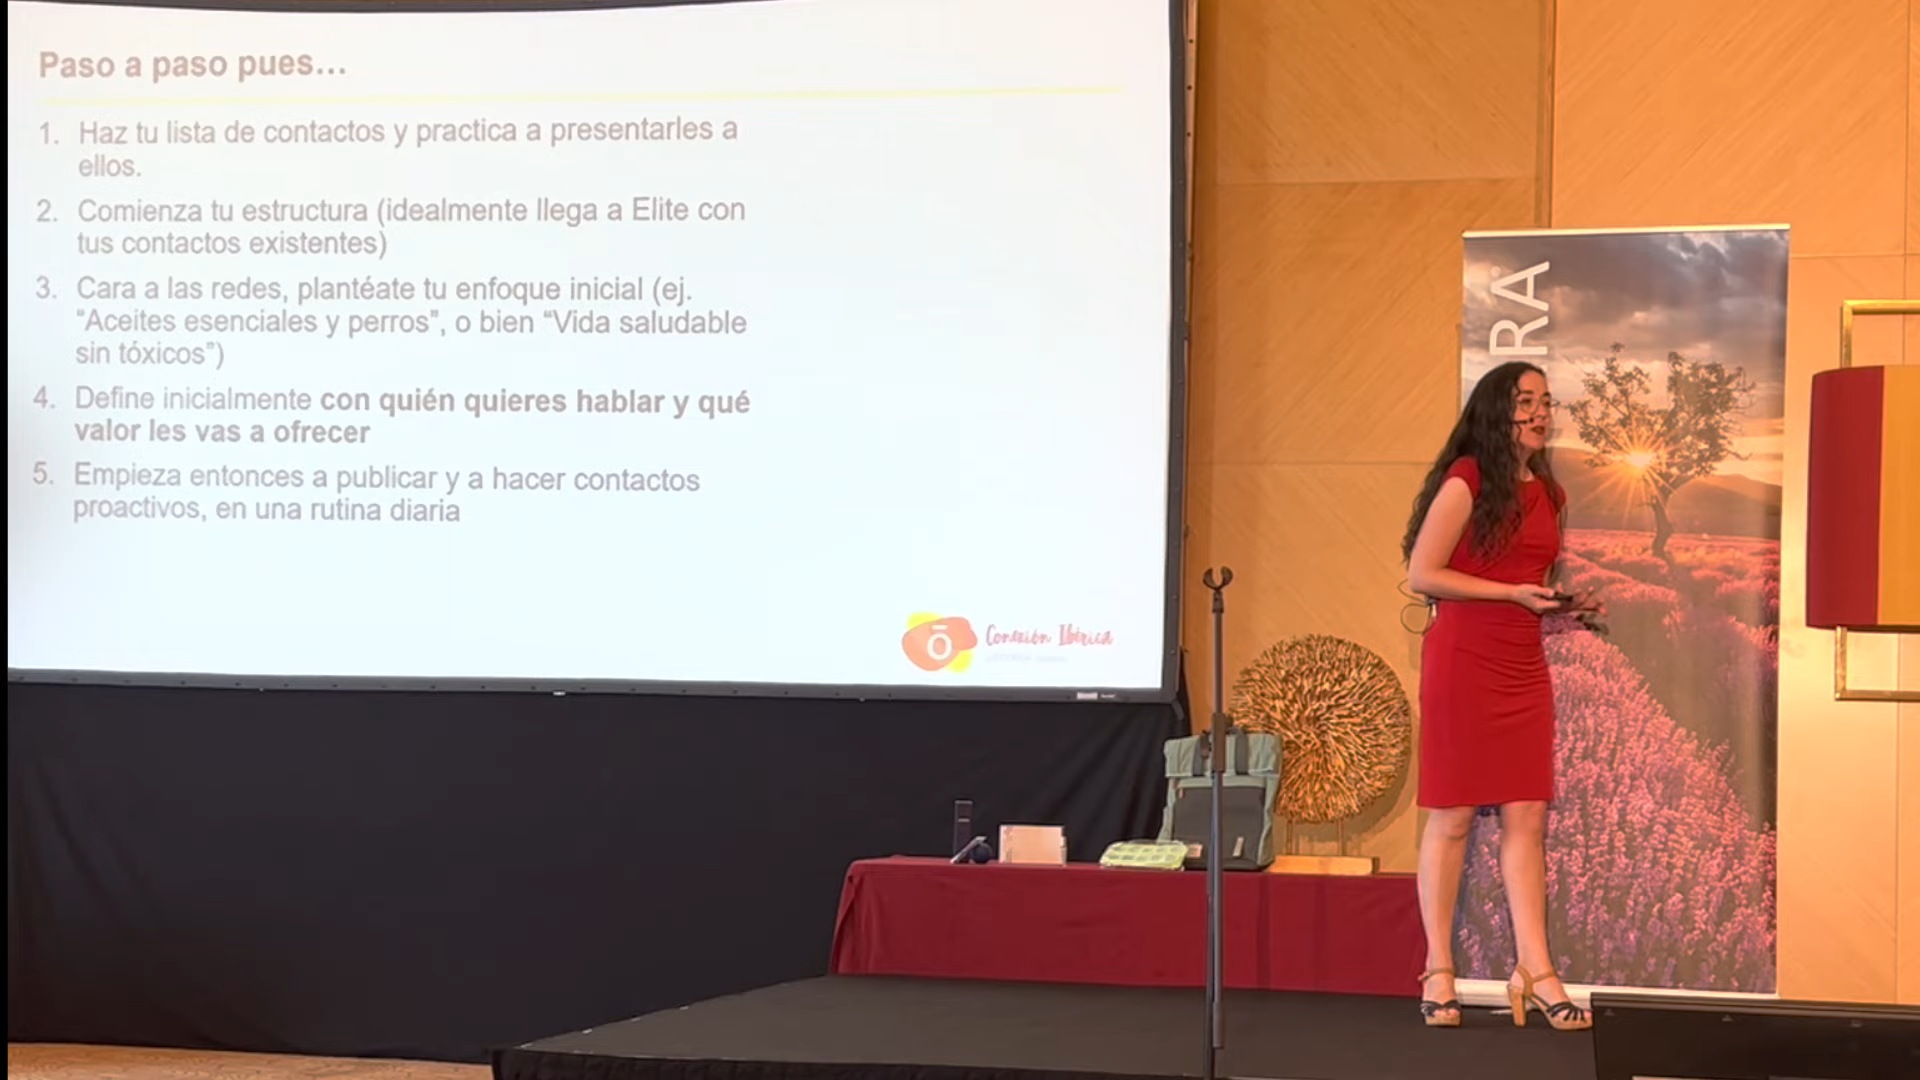 Paso a paso pues...
1. Haz tu lista de contactos y practica a presentarles a
ellos.
2. Comienza tu estructura (idealmente llega a Elite con
tus contactos existentes)
3. Cara a las redes, plantéate tu enfoque inicial (ej.
“Aceites esenciales y perros”, o bien “Vida saludable
sin tóxicos”)
4. Define inicialmente con quién quieres hablar y qué
valor les vas a ofrecer
5. Empieza entonces a publicar y a hacer contactos
proactivos, en una rutina diaria
ō Conexión Ibérica
RA